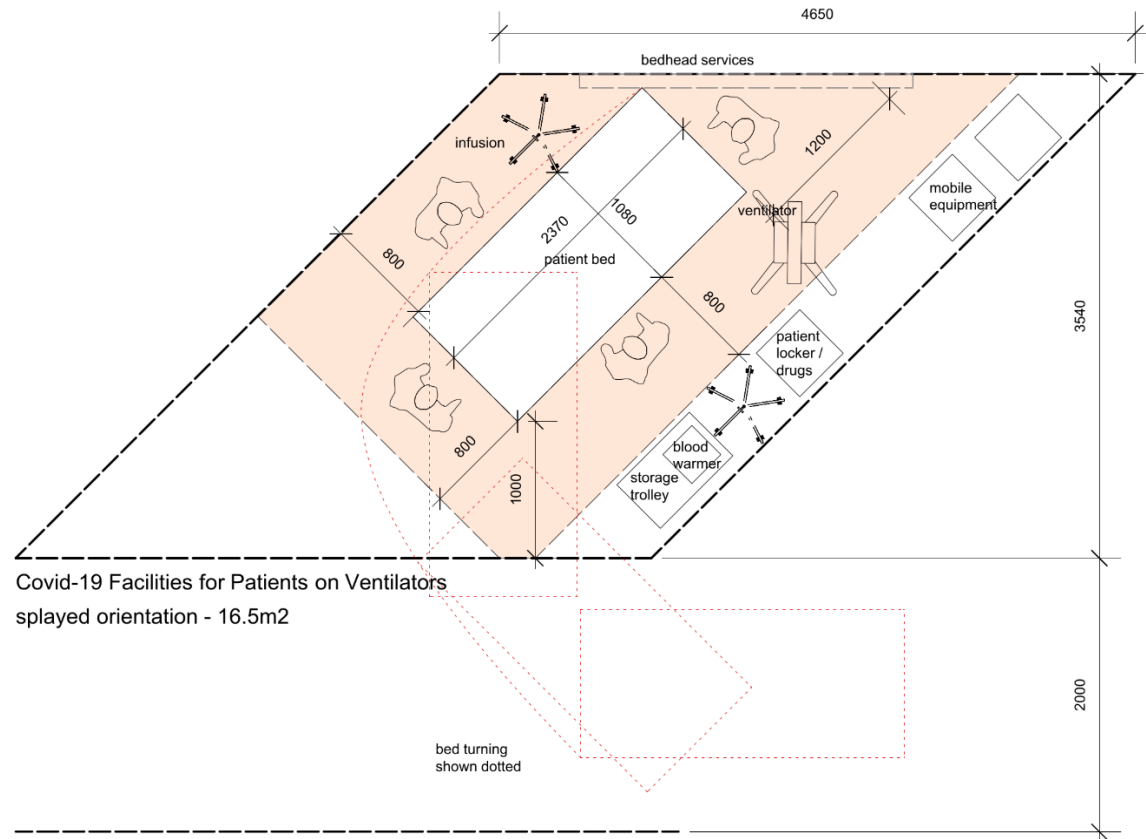 4650
bedhead services
infusion
1200
mobile
equipment
1080
ventilator
2370
patient bed
800
800
3540
patient
locker /
drugs
blood
warmer
storage
trolley
800
1000
Covid-19 Facilities for Patients on Ventilators
splayed orientation - 16.5m2
2000
bed turning
shown dotted